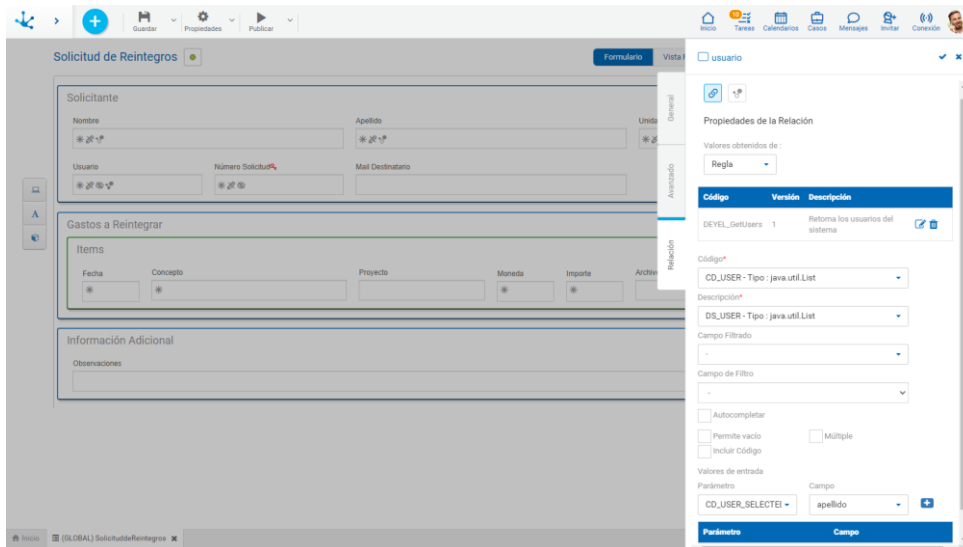 Guardar
Propiedades
Publicar
Inicio
Tareas
Calendarios
Casos
Mensajes
Invitar
Conexión
Solicitud de Reintegros
Formulario
Vista
Solicitante
Nombre
Apellido
Unida
Usuario
Número Solicitud
Mail Destinatario
Gastos a Reintegrar
Items
Fecha
Concepto
Proyecto
Moneda
Importe
Archiv
Información Adicional
Observaciones
General
Avanzado
Relación
usuario
Propiedades de la Relación
Valores obtenidos de :
Regla
Código Versión Descripción
DEYEL_GetUsers 1 Retorna los usuarios del
sistema
Código*
CD_USER - Tipo : java.util.List
Descripción*
DS_USER - Tipo : java.util.List
Campo Filtrado
-
Campo de Filtro
-
Autocompletar
Permite vacío
Múltiple
Incluir Código
Valores de entrada
Parámetro Campo
CD_USER_SELECTEI apellido
Parámetro Campo
Inicio
(GLOBAL) SolicituddeReintegros